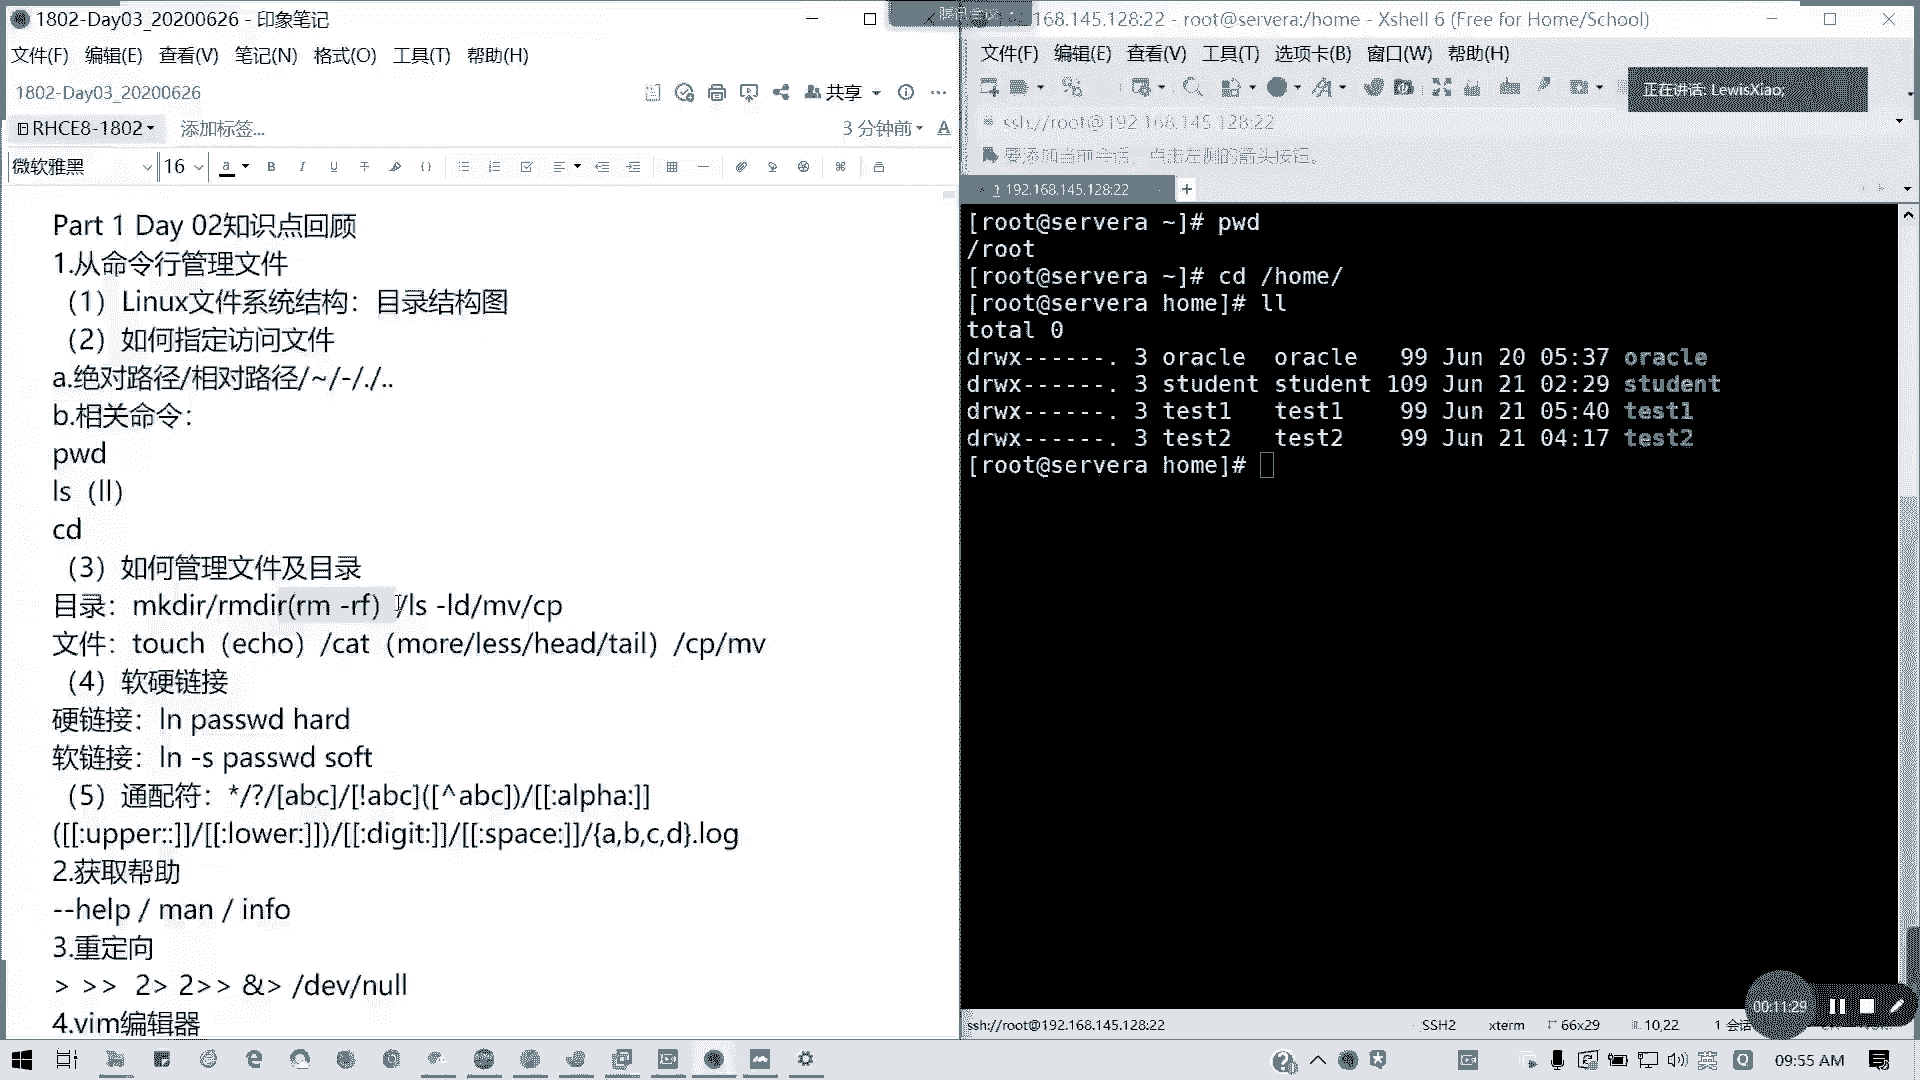 1802-Day03_20200626 - 印象笔记
文件(F) 编辑(E) 查看(V) 笔记(N) 格式(O) 工具(T) 帮助(H)
1802-Day03_20200626
共享
RHCE8-1802
添加标签...
3 分钟前
微软雅黑 16
Part 1 Day 02知识点回顾
1.从命令行管理文件
（1）Linux文件系统结构：目录结构图
（2）如何指定访问文件
a.绝对路径/相对路径/~/-/./..
b.相关命令：
pwd
ls（ll）
cd
（3）如何管理文件及目录
目录：mkdir/rmdir(rm -rf）/ls -ld/mv/cp
文件：touch（echo）/cat（more/less/head/tail）/cp/mv
（4）软硬链接
硬链接：ln passwd hard
软链接：ln -s passwd soft
（5）通配符：*/?/[abc]/[!abc]([^abc])/[[:alpha:]]
([[:upper::]]/[[:lower:]])/[[:digit:]]/[[:space:]]/{a,b,c,d}.log
2.获取帮助
--help / man / info
3.重定向
> >> 2> 2>> &> /dev/null
4.vim编辑器
腾讯会议
168.145.128:22 - root@servera:/home - Xshell 6 (Free for Home/School)
文件(F) 编辑(E) 查看(V) 工具(T) 选项卡(B) 窗口(W) 帮助(H)
正在讲话: LewisXiao;
ssh://root@192.168.145.128:22
要添加当前会话，点击左侧的箭头按钮。
1 192.168.145.128:22
[root@servera ~]# pwd
/root
[root@servera ~]# cd /home/
[root@servera home]# ll
total 0
drwx------. 3 oracle  oracle   99 Jun 20 05:37 oracle
drwx------. 3 student student 109 Jun 21 02:29 student
drwx------. 3 test1   test1    99 Jun 21 05:40 test1
drwx------. 3 test2   test2    99 Jun 21 04:17 test2
[root@servera home]#
00:11:29
ssh://root@192.168.145.128:22 SSH2 xterm 66x29 10,22 1 会话
英
09:55 AM